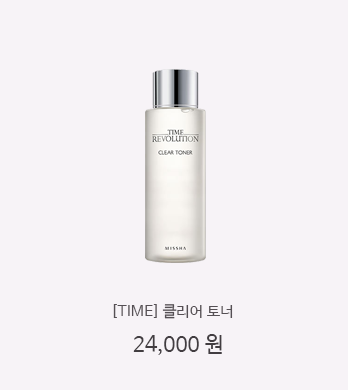 TIME
REVOLUTION
CLEAR TONER
MISSHA
[TIME] 클리어 토너
24,000 원